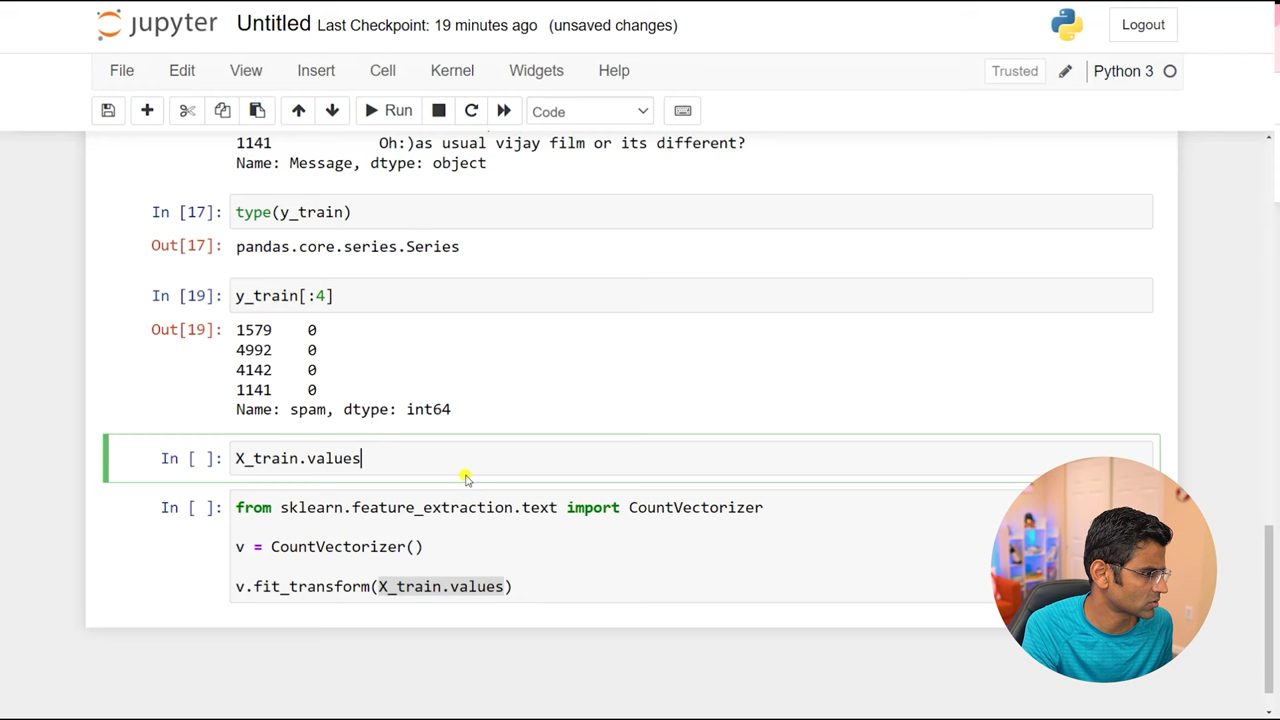 jupyter Untitled Last Checkpoint: 19 minutes ago (unsaved changes) Logout
File Edit View Insert Cell Kernel Widgets Help Trusted Python 3
Run Code
1141 Oh:)as usual vijay film or its different?
Name: Message, dtype: object
In [17]: type(y_train)
Out[17]: pandas.core.series.Series
In [19]: y_train[:4]
Out[19]: 1579 0
4992 0
4142 0
1141 0
Name: spam, dtype: int64
In [ ]: X_train.values
In [ ]: from sklearn.feature_extraction.text import CountVectorizer
v = CountVectorizer()
v.fit_transform(X_train.values)